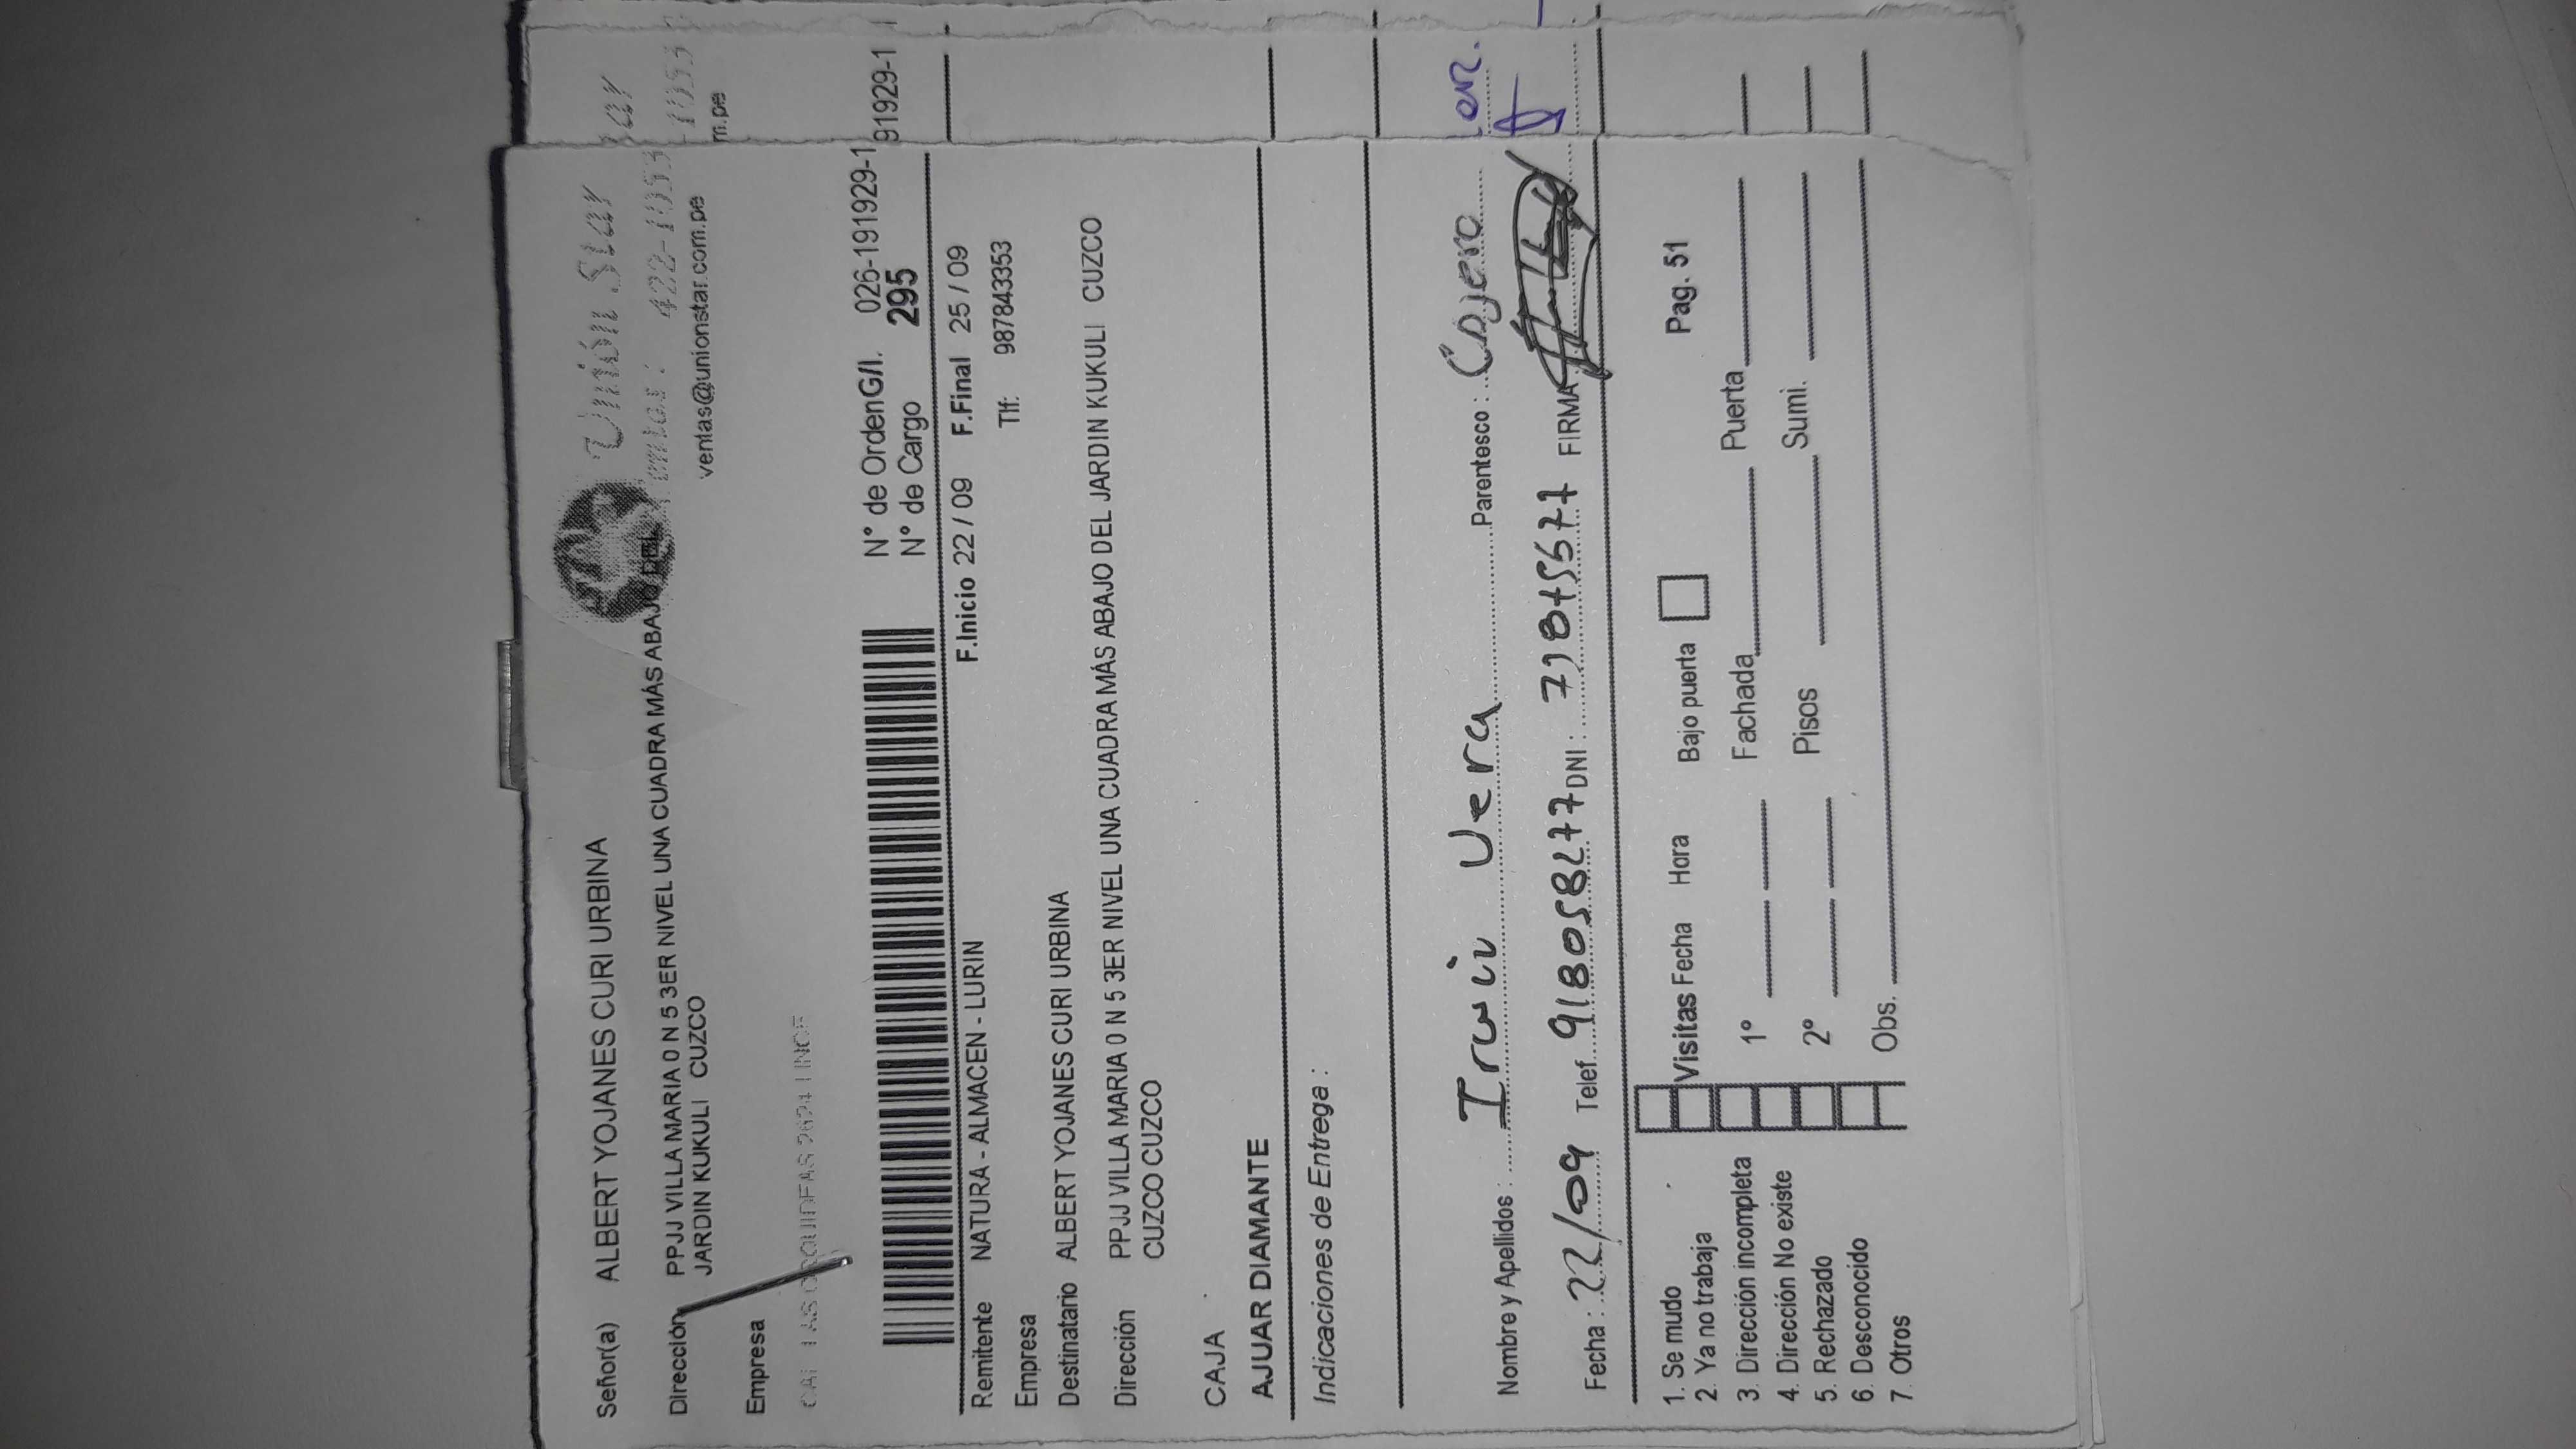 Señor(a) ALBERT YOJANES CURI URBINA
Unión Star
422-1053
ventas@unionstar.com.pe
Dirección PPJJ VILLA MARIA 0 N 5 3ER NIVEL UNA CUADRA MÁS ABAJO DEL
JARDIN KUKULI CUZCO
Empresa
N° de OrdenG/I. 026-191929-1
N° de Cargo 295
Remitente NATURA - ALMACEN - LURIN F.Inicio 22 / 09 F.Final 25 / 09
Empresa Tlf: 987843353
Destinatario ALBERT YOJANES CURI URBINA
Dirección PPJJ VILLA MARIA 0 N 5 3ER NIVEL UNA CUADRA MÁS ABAJO DEL JARDIN KUKULI CUZCO
CUZCO CUZCO
CAJA
AJUAR DIAMANTE
Indicaciones de Entrega :
Nombre y Apellidos : Irwin Vera Parentesco : Cajero
Fecha : 22/09 Telef. 918058277 DNI : 71875677 FIRMA
1. Se mudo
2. Ya no trabaja
3. Dirección incompleta
4. Dirección No existe
5. Rechazado
6. Desconocido
7. Otros
Visitas Fecha Hora Bajo puerta Pag. 51
1° Fachada Puerta
2° Pisos Sumi.
Obs.
m.pe
91929-1